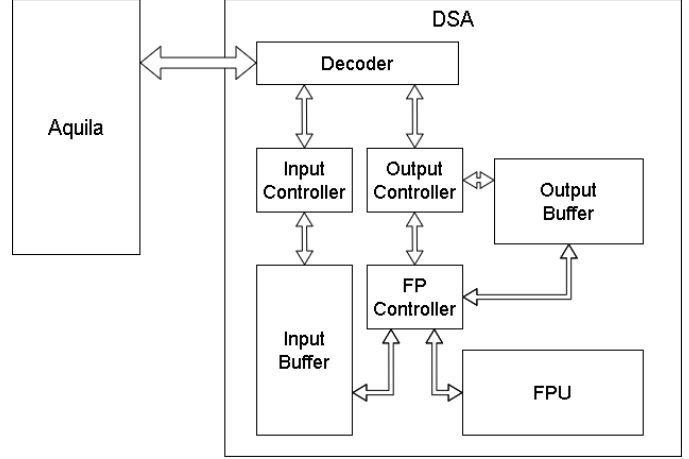 DSA
Decoder
Aquila
Input
Controller
Output
Controller
Output
Buffer
FP
Controller
Input
Buffer
FPU